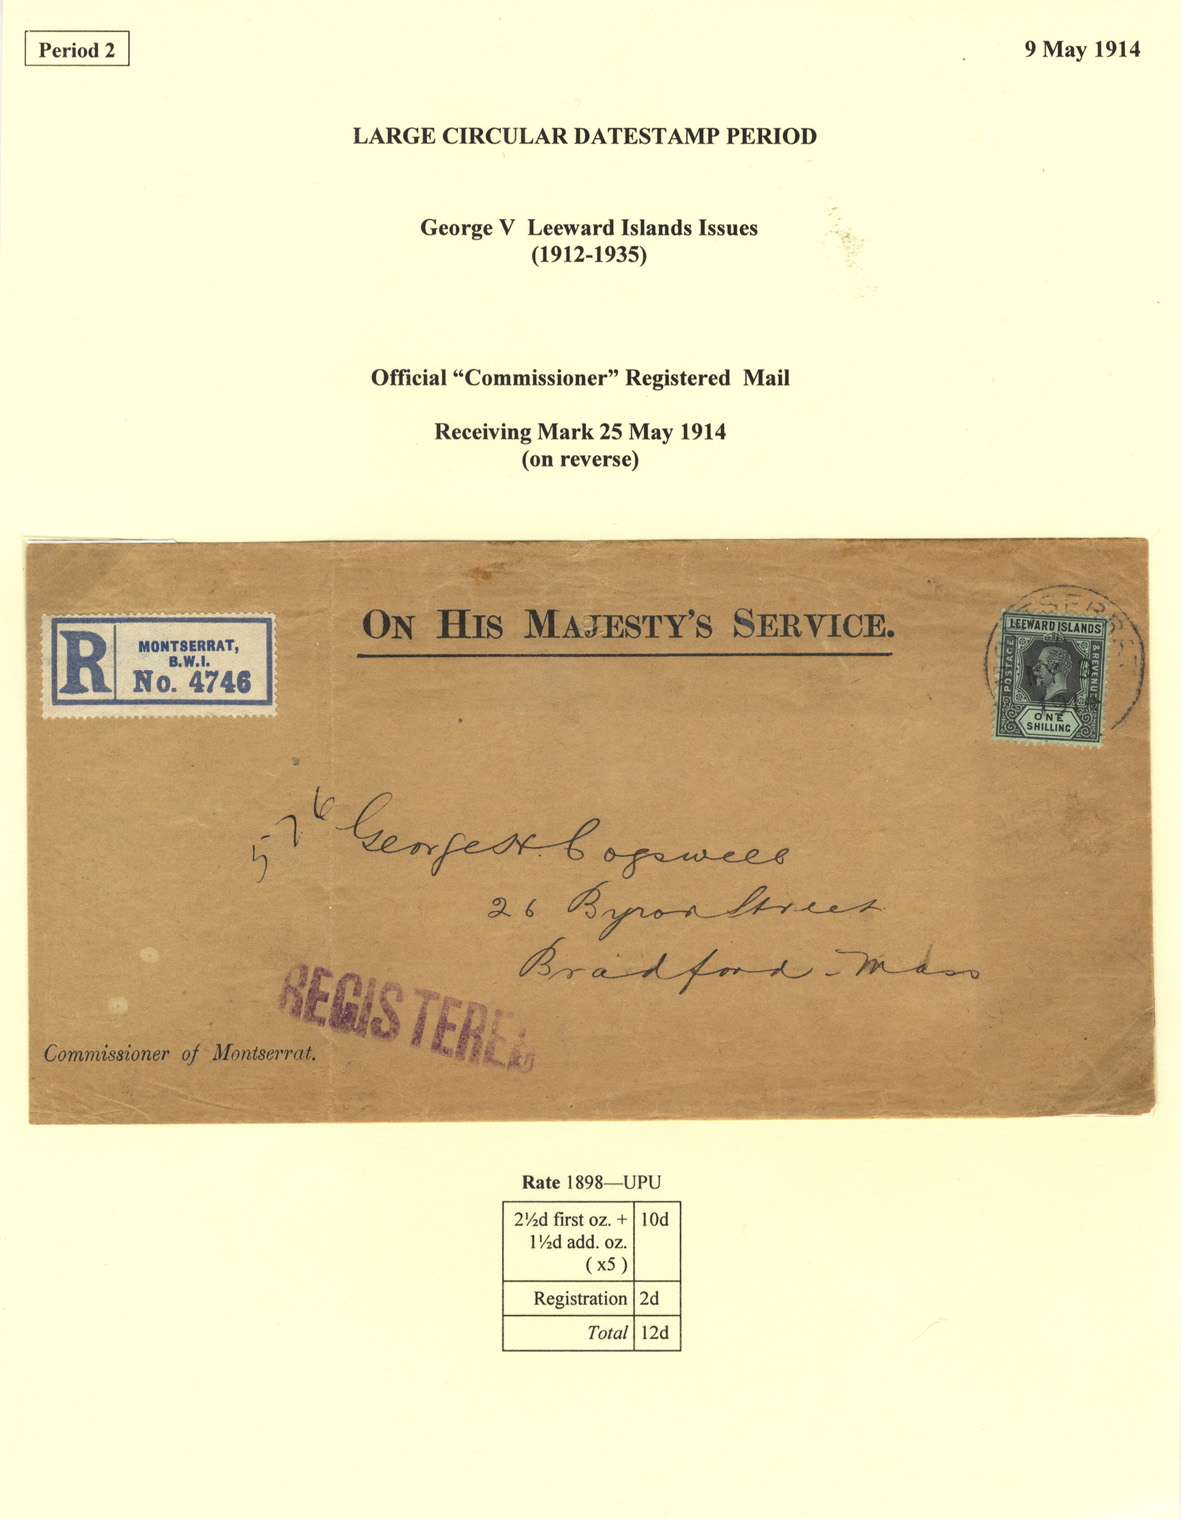 Period 2
9 May 1914
LARGE CIRCULAR DATESTAMP PERIOD
George V Leeward Islands Issues
(1912-1935)
Official “Commissioner” Registered Mail
Receiving Mark 25 May 1914
(on reverse)
ON HIS MAJESTY'S SERVICE.
R
MONTSERRAT,
B.W.I.
No. 4746
LEEWARD ISLANDS
POSTAGE
& REVENUE
ONE
SHILLING
576
George H. Cogswell
26 Byron Street
Bradford - Mass
REGISTERED
Commissioner of Montserrat.
Rate 1898—UPU
2½d first oz. + 10d
1½d add. oz.
( x5 )
Registration 2d
Total 12d